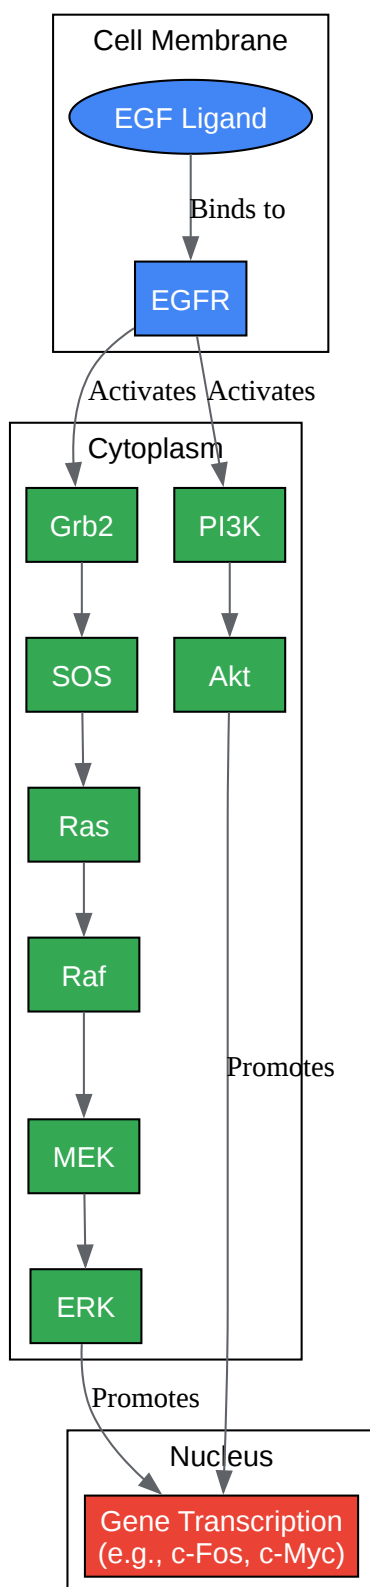 Cell Membrane
EGF Ligand
Binds to
EGFR
Activates
Activates
Cytoplasm
Grb2
PI3K
SOS
Akt
Ras
Raf
Promotes
MEK
ERK
Promotes
Nucleus
Gene Transcription
(e.g., c-Fos, c-Myc)